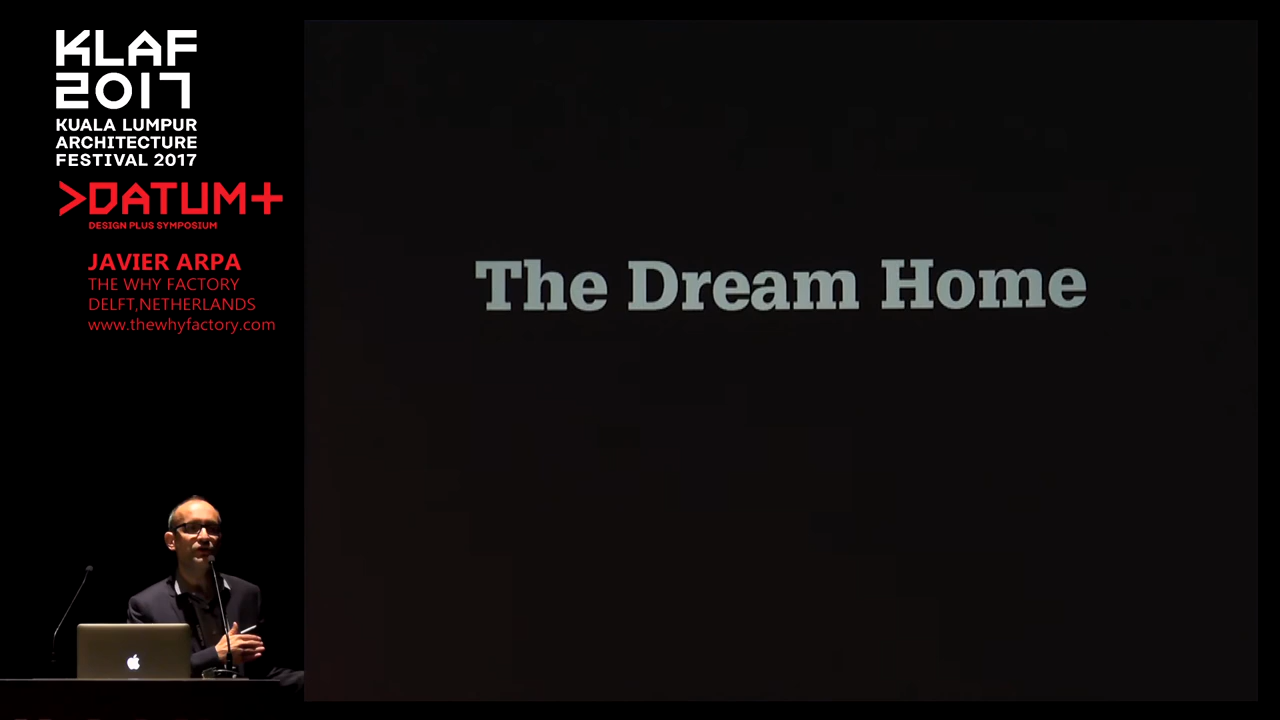 KLAF
2017
KUALA LUMPUR
ARCHITECTURE
FESTIVAL 2017
>DATUM+
DESIGN PLUS SYMPOSIUM
JAVIER ARPA
THE WHY FACTORY
DELFT,NETHERLANDS
www.thewhyfactory.com
The Dream Home